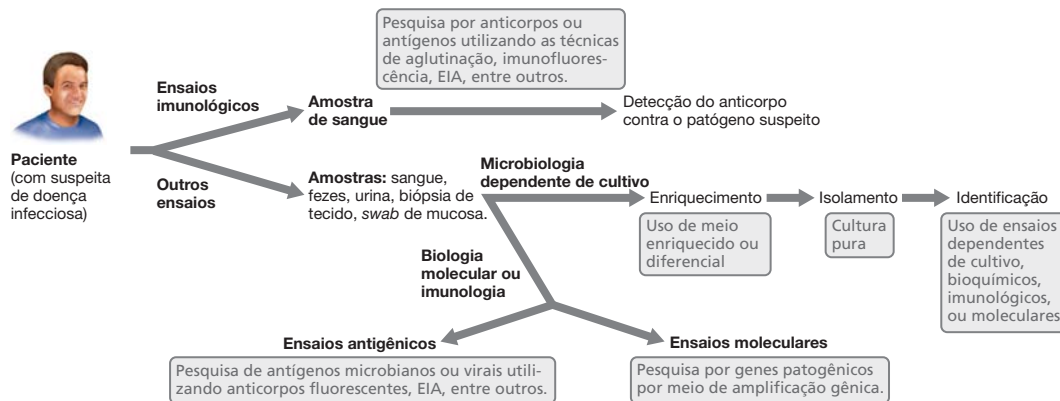 Pesquisa por anticorpos ou
antígenos utilizando as técnicas
de aglutinação, imunofluores-
cência, EIA, entre outros.
Ensaios
imunológicos
Amostra
de sangue
Detecção do anticorpo
contra o patógeno suspeito
Paciente
(com suspeita
de doença
infecciosa)
Outros
ensaios
Amostras: sangue,
fezes, urina, biópsia de
tecido, swab de mucosa.
Microbiologia
dependente de cultivo
Enriquecimento
Uso de meio
enriquecido ou
diferencial
Isolamento
Cultura
pura
Identificação
Uso de ensaios
dependentes
de cultivo,
bioquímicos,
imunológicos,
ou moleculares
Biologia
molecular ou
imunologia
Ensaios antigênicos
Pesquisa de antígenos microbianos ou virais utili-
zando anticorpos fluorescentes, EIA, entre outros.
Ensaios moleculares
Pesquisa por genes patogênicos
por meio de amplificação gênica.